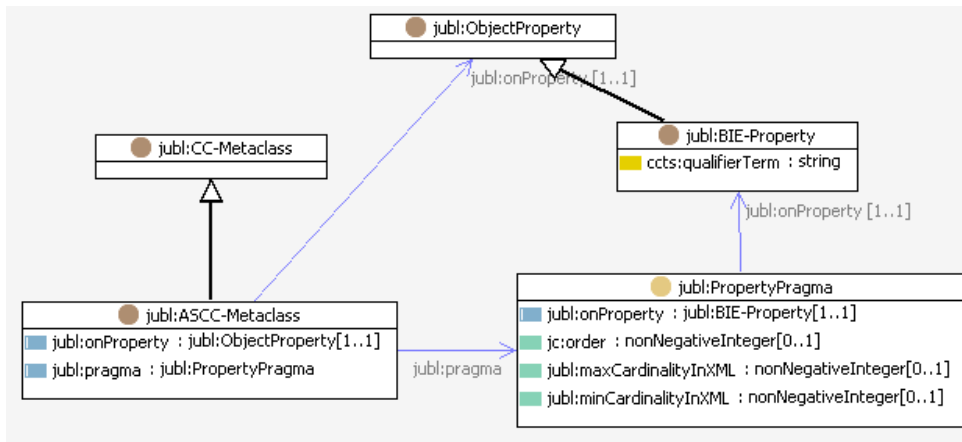 jubl:ObjectProperty
jubl:onProperty [1..1]
jubl:CC-Metaclass
jubl:BIE-Property
ccts:qualifierTerm : string
jubl:onProperty [1..1]
jubl:PropertyPragma
jubl:onProperty : jubl:BIE-Property[1..1]
jc:order : nonNegativeInteger[0..1]
jubl:maxCardinalityInXML : nonNegativeInteger[0..1]
jubl:minCardinalityInXML : nonNegativeInteger[0..1]
jubl:ASCC-Metaclass
jubl:onProperty : jubl:ObjectProperty[1..1]
jubl:pragma : jubl:PropertyPragma
jubl:pragma